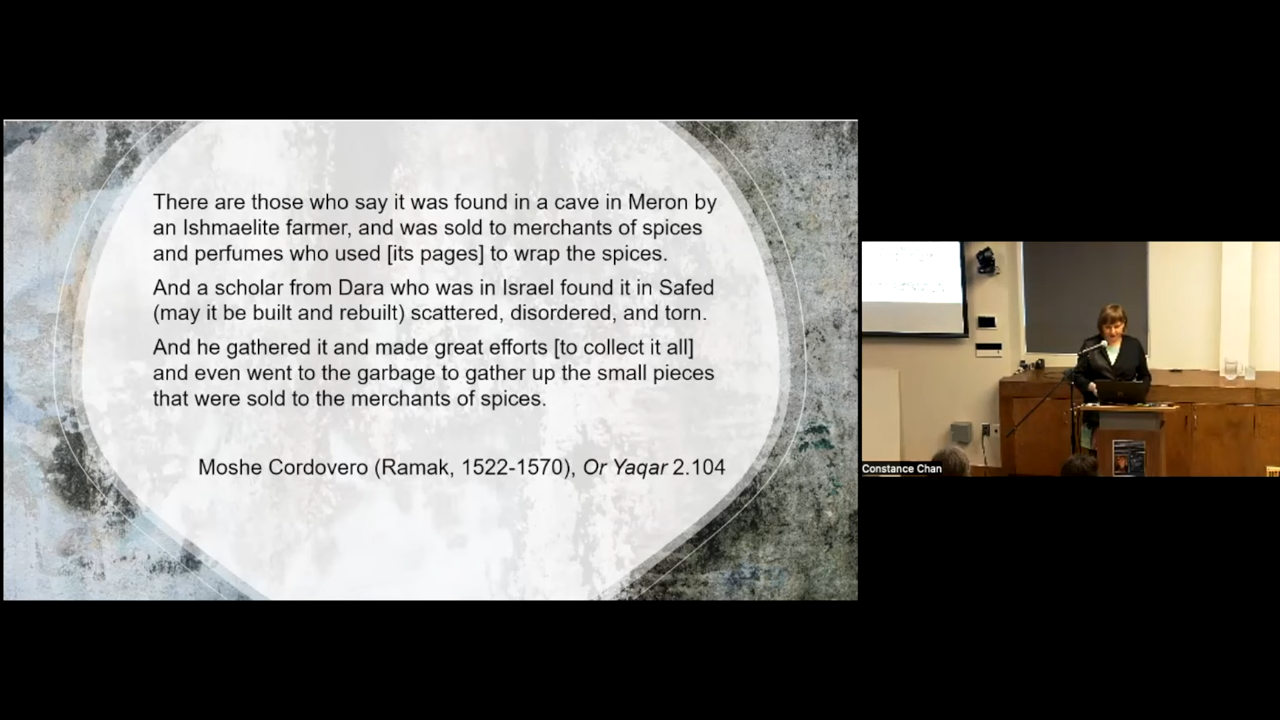 There are those who say it was found in a cave in Meron by
an Ishmaelite farmer, and was sold to merchants of spices
and perfumes who used [its pages] to wrap the spices.
And a scholar from Dara who was in Israel found it in Safed
(may it be built and rebuilt) scattered, disordered, and torn.
And he gathered it and made great efforts [to collect it all]
and even went to the garbage to gather up the small pieces
that were sold to the merchants of spices.
Moshe Cordovero (Ramak, 1522-1570), Or Yaqar 2.104
Constance Chan